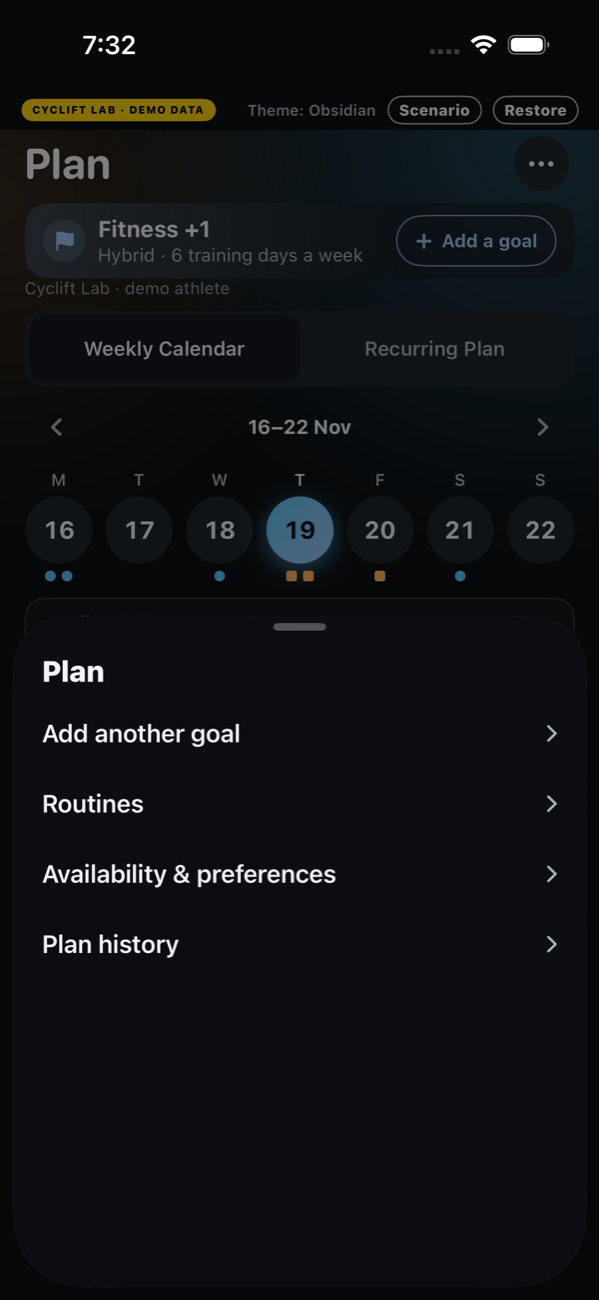 7:32
CYCLIFT LAB · DEMO DATA
Theme: Obsidian
Scenario
Restore
Plan
Fitness +1
Hybrid · 6 training days a week
+ Add a goal
Cyclift Lab · demo athlete
Weekly Calendar
Recurring Plan
16–22 Nov
M T W T F S S
16 17 18 19 20 21 22
Plan
Add another goal
Routines
Availability & preferences
Plan history